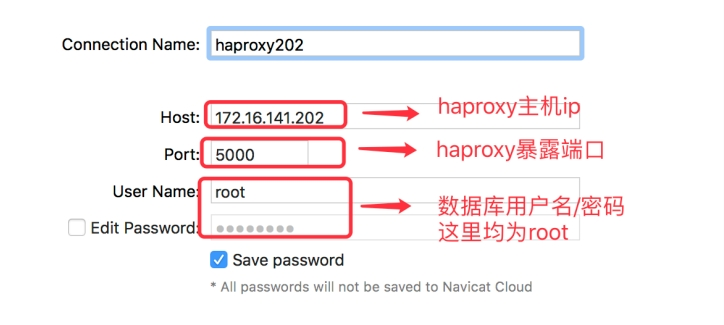 Connection Name: haproxy202
Host: 172.16.141.202 haproxy主机ip
Port: 5000 haproxy暴露端口
User Name: root 数据库用户名/密码
Edit Password: ●●●●●●●● 这里均为root
Save password
* All passwords will not be saved to Navicat Cloud